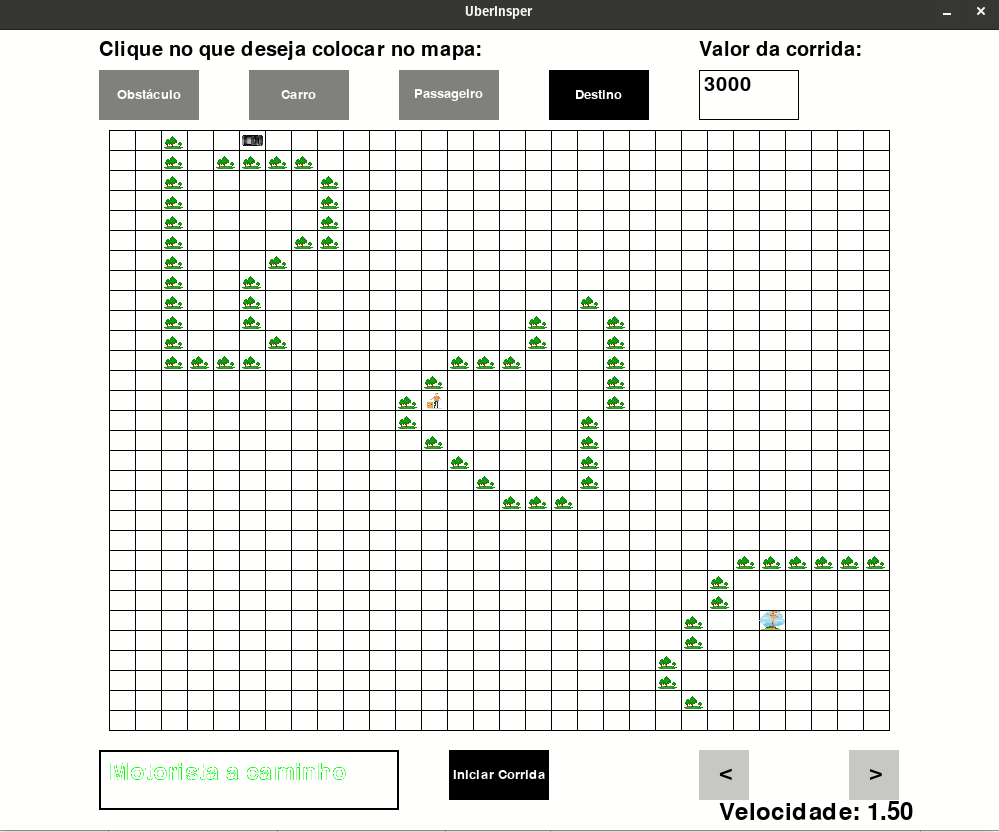 UberInsper
Clique no que deseja colocar no mapa:
Valor da corrida:
Obstáculo
Carro
Passageiro
Destino
3000
Motorista a caminho
Iniciar Corrida
<
>
Velocidade: 1.50